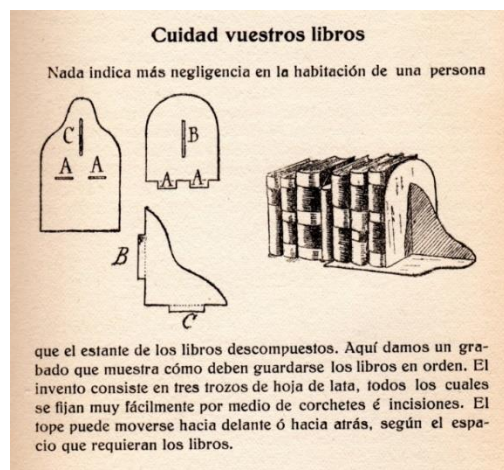 Cuidad vuestros libros
Nada indica más negligencia en la habitación de una persona
C
A A
B
A A
B
C
que el estante de los libros descompuestos. Aquí damos un gra-
bado que muestra cómo deben guardarse los libros en orden. El
invento consiste en tres trozos de hoja de lata, todos los cuales
se fijan muy fácilmente por medio de corchetes é incisiones. El
tope puede moverse hacia delante ó hacia atrás, según el espa-
cio que requieran los libros.